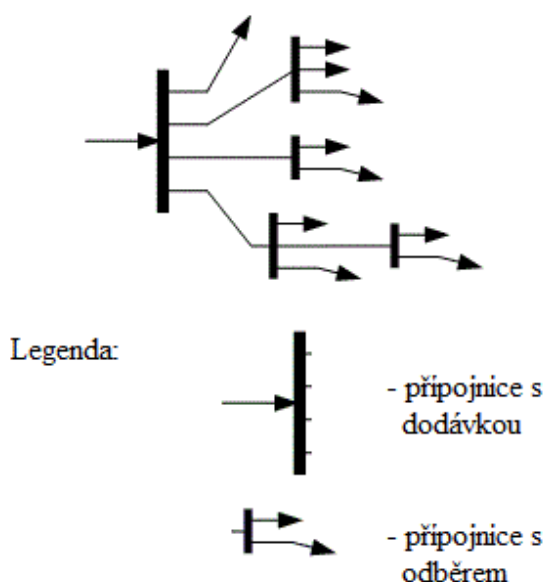 Legenda:
- přípojnice s
dodávkou
- přípojnice s
odběrem